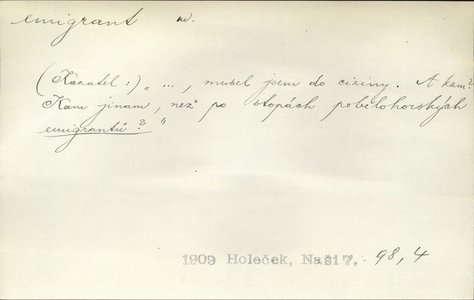 emigrant m.
(Kazatel:) „ ..., musel jsem do ciziny. A kam?
Kam jinam, než po stopách pobělohorských
emigrantů?"
1909 Holeček, Naši 7. 98,4